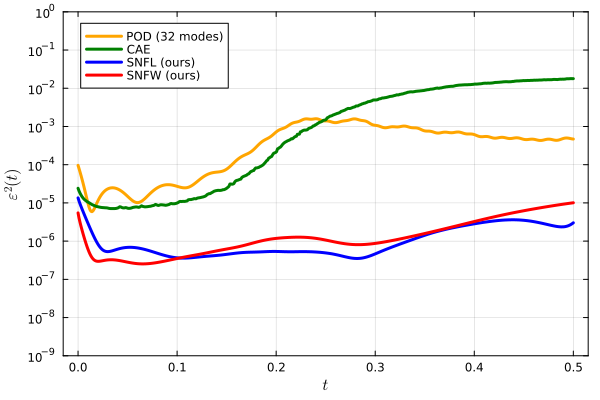 10⁰
10⁻¹
10⁻²
10⁻³
10⁻⁴
10⁻⁵
10⁻⁶
10⁻⁷
10⁻⁸
10⁻⁹
ε²(t)
POD (32 modes)
CAE
SNFL (ours)
SNFW (ours)
0.0 0.1 0.2 0.3 0.4 0.5
t